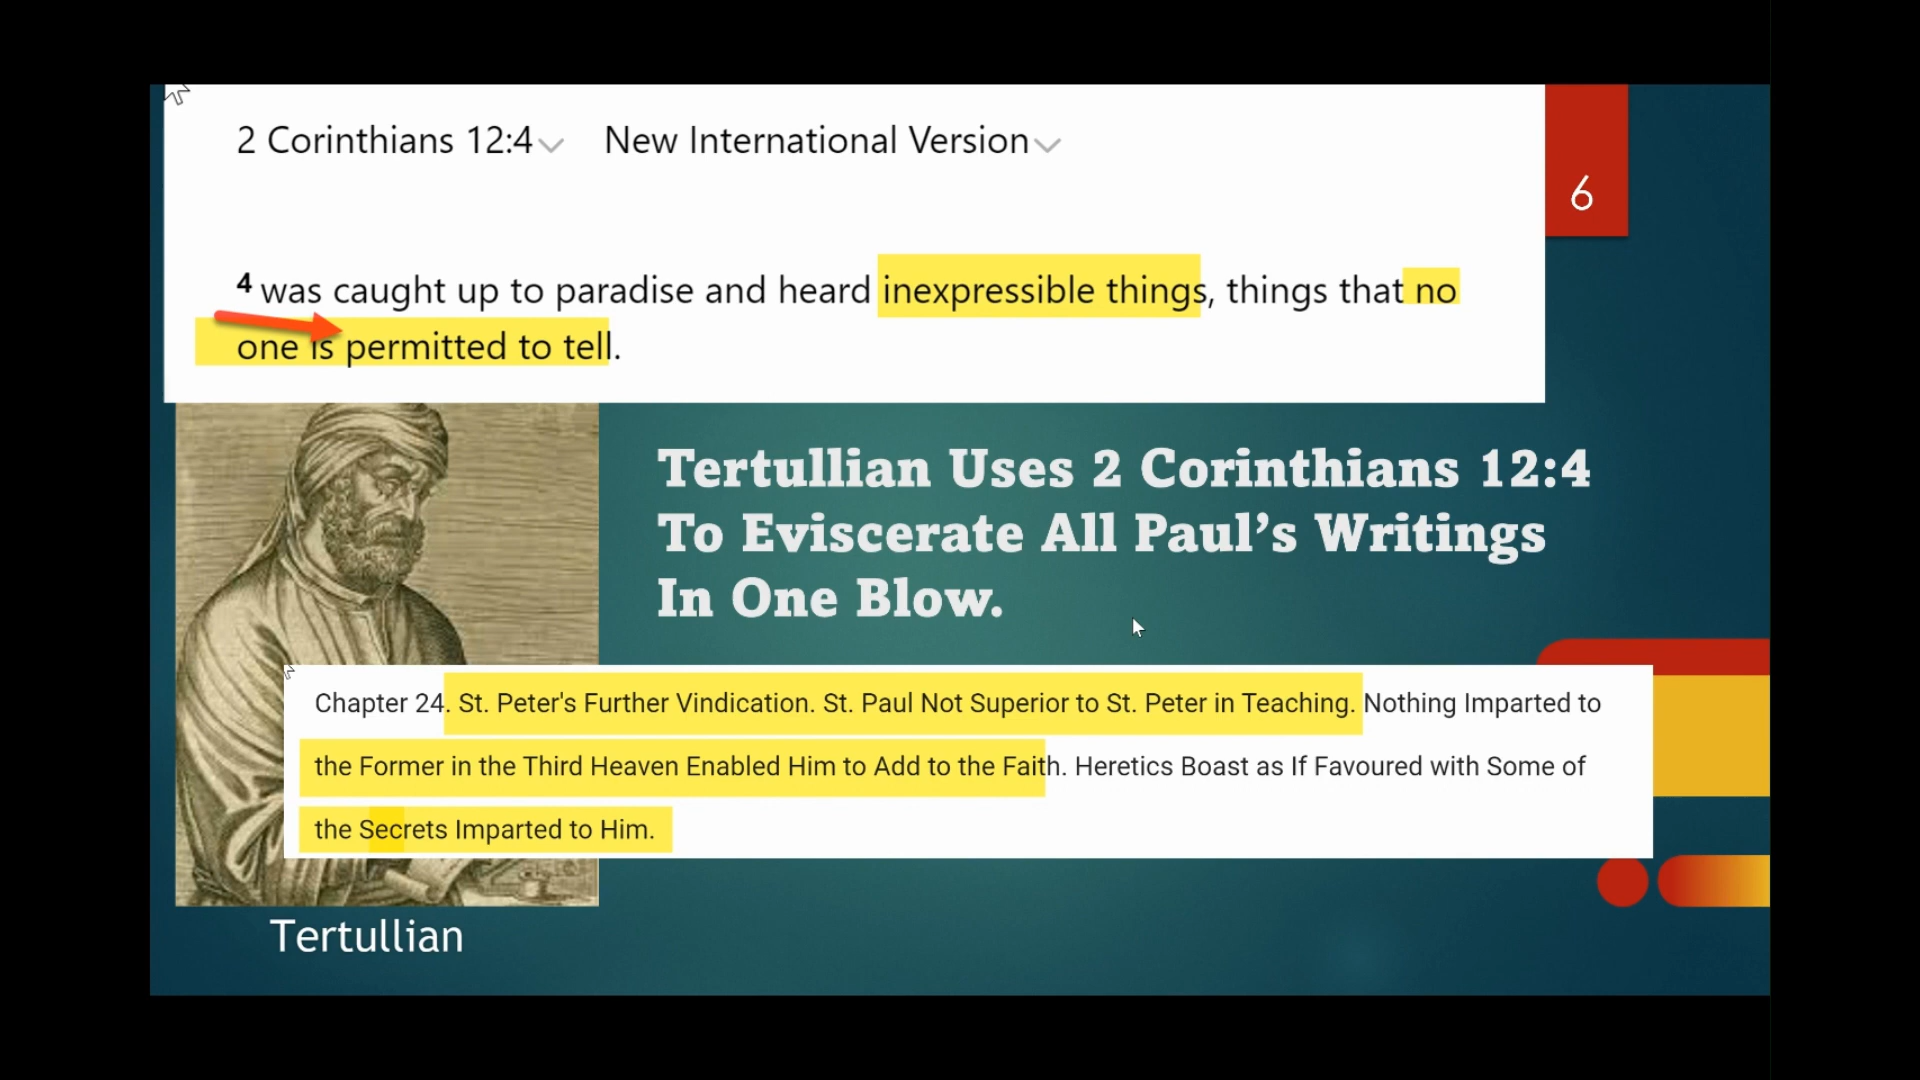 2 Corinthians 12:4 New International Version
6
4 was caught up to paradise and heard inexpressible things, things that no
one is permitted to tell.
Tertullian Uses 2 Corinthians 12:4
To Eviscerate All Paul’s Writings
In One Blow.
Chapter 24. St. Peter's Further Vindication. St. Paul Not Superior to St. Peter in Teaching. Nothing Imparted to
the Former in the Third Heaven Enabled Him to Add to the Faith. Heretics Boast as If Favoured with Some of
the Secrets Imparted to Him.
Tertullian